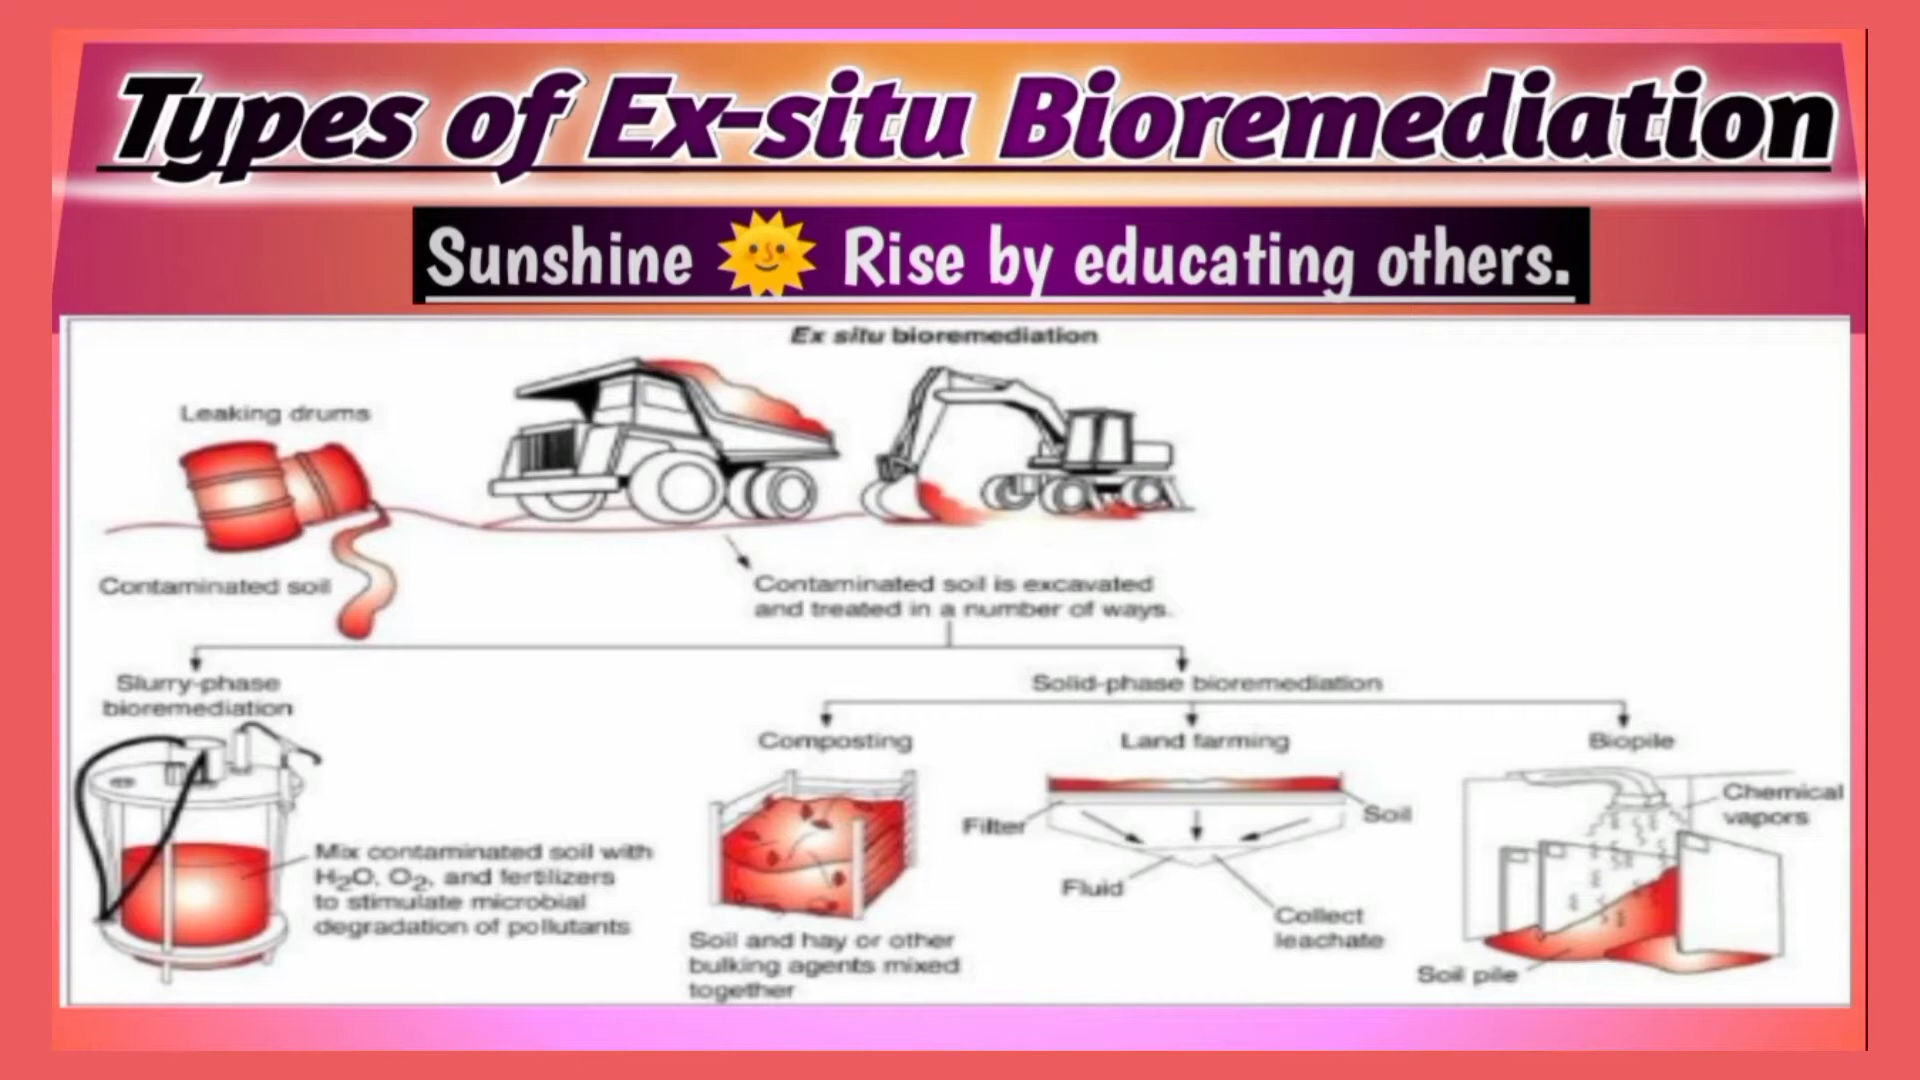 Types of Ex-situ Bioremediation
Sunshine 🌞 Rise by educating others.
Ex situ bioremediation
Leaking drums
Contaminated soil
Contaminated soil is excavated
and treated in a number of ways.
Slurry-phase
bioremediation
Solid-phase bioremediation
Composting
Land farming
Biopile
Mix contaminated soil with
H₂O, O₂, and fertilizers
to stimulate microbial
degradation of pollutants
Soil and hay or other
bulking agents mixed
together
Filter
Soil
Fluid
Collect
leachate
Chemical
vapors
Soil pile